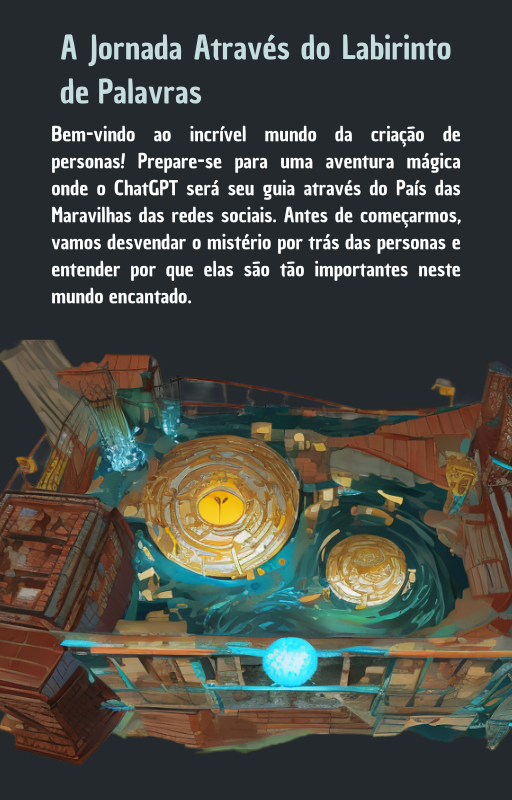 A Jornada Através do Labirinto
de Palavras
Bem-vindo ao incrível mundo da criação de
personas! Prepare-se para uma aventura mágica
onde o ChatGPT será seu guia através do País das
Maravilhas das redes sociais. Antes de começarmos,
vamos desvendar o mistério por trás das personas e
entender por que elas são tão importantes neste
mundo encantado.